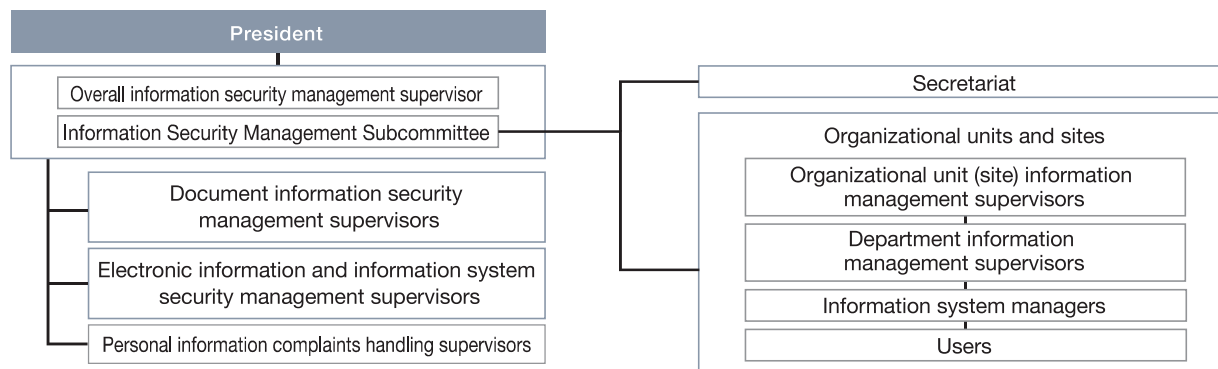 President
Overall information security management supervisor
Information Security Management Subcommittee
Document information security
management supervisors
Electronic information and information system
security management supervisors
Personal information complaints handling supervisors
Secretariat
Organizational units and sites
Organizational unit (site) information
management supervisors
Department information
management supervisors
Information system managers
Users